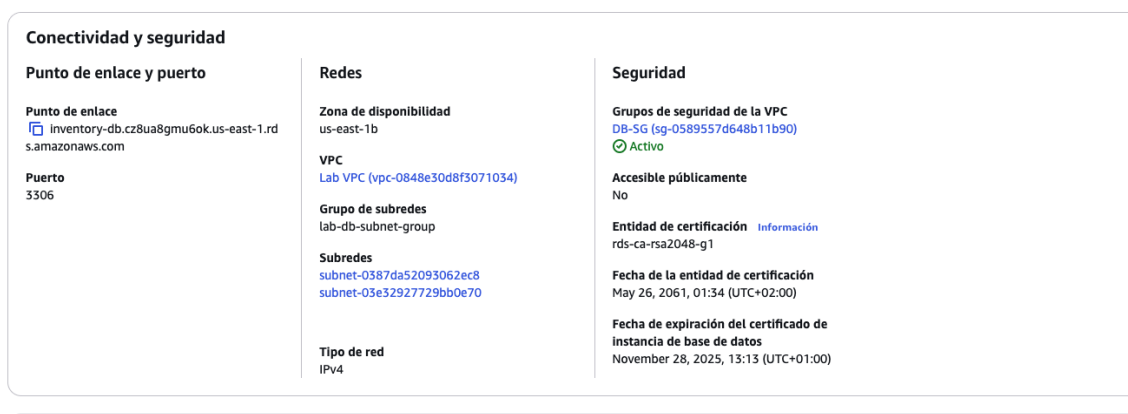 Conectividad y seguridad
Punto de enlace y puerto
Punto de enlace
inventory-db.cz8ua8gmu6ok.us-east-1.rd
s.amazonaws.com
Puerto
3306
Redes
Zona de disponibilidad
us-east-1b
VPC
Lab VPC (vpc-0848e30d8f3071034)
Grupo de subredes
lab-db-subnet-group
Subredes
subnet-0387da52093062ec8
subnet-03e32927729bb0e70
Tipo de red
IPv4
Seguridad
Grupos de seguridad de la VPC
DB-SG (sg-0589557d648b11b90)
Activo
Accesible públicamente
No
Entidad de certificación Información
rds-ca-rsa2048-g1
Fecha de la entidad de certificación
May 26, 2061, 01:34 (UTC+02:00)
Fecha de expiración del certificado de
instancia de base de datos
November 28, 2025, 13:13 (UTC+01:00)